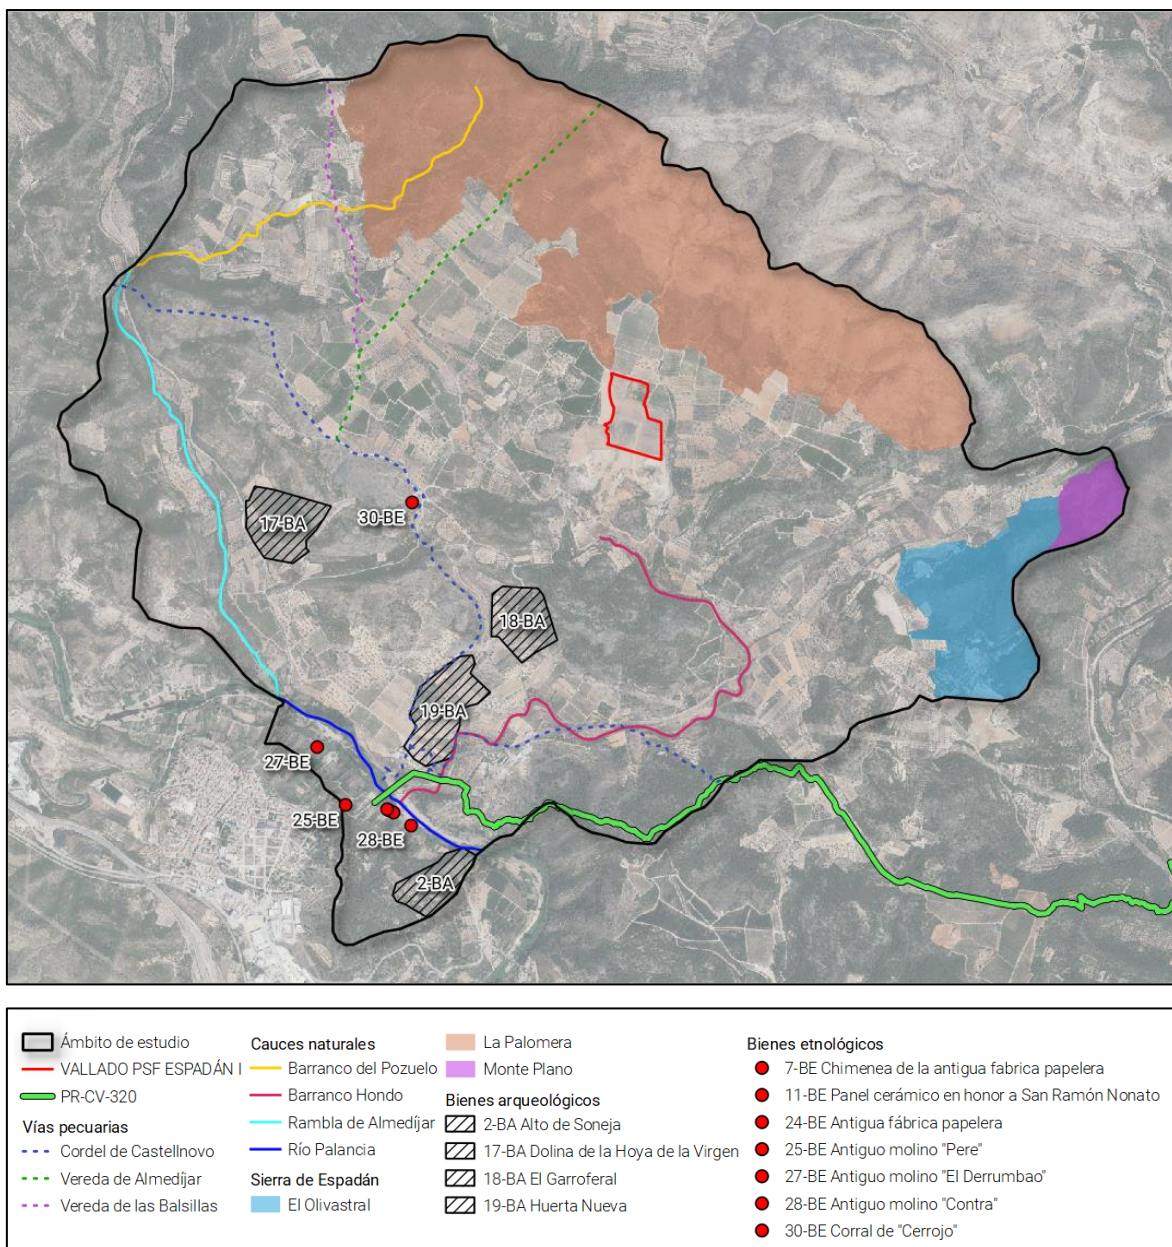 17-BA
30-BE
18-BA
19-BA
27-BE
25-BE
28-BE
2-BA
Ámbito de estudio
VALLADO PSF ESPADÁN I
PR-CV-320
Vías pecuarias
Cordel de Castellnovo
Vereda de Almedíjar
Vereda de las Balsillas
Cauces naturales
Barranco del Pozuelo
Barranco Hondo
Rambla de Almedíjar
Río Palancia
Sierra de Espadán
El Olivastral
La Palomera
Monte Plano
Bienes arqueológicos
2-BA Alto de Soneja
17-BA Dolina de la Hoya de la Virgen
18-BA El Garroferal
19-BA Huerta Nueva
Bienes etnológicos
7-BE Chimenea de la antigua fabrica papelera
11-BE Panel cerámico en honor a San Ramón Nonato
24-BE Antigua fábrica papelera
25-BE Antiguo molino "Pere"
27-BE Antiguo molino "El Derrumbao"
28-BE Antiguo molino "Contra"
30-BE Corral de "Cerrojo"